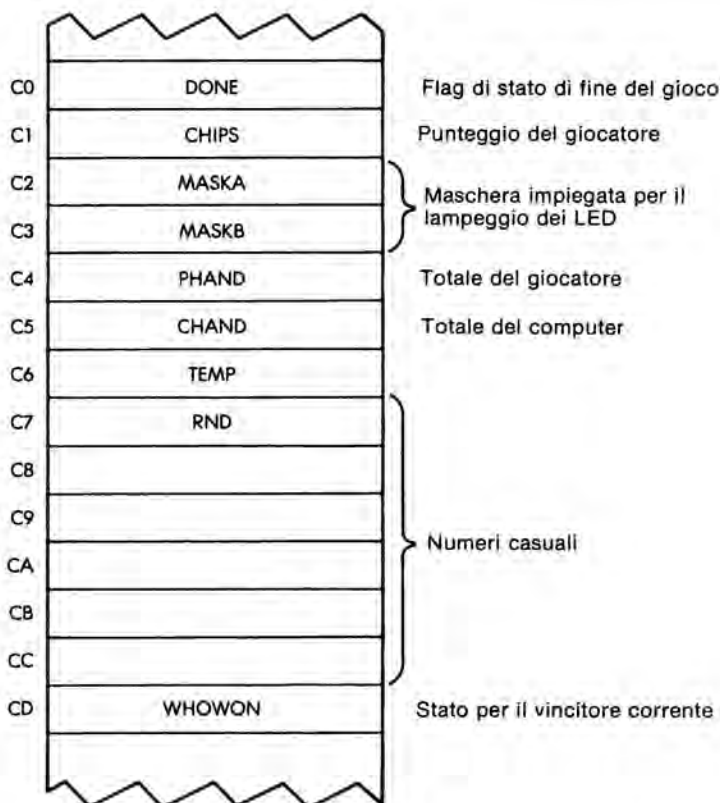 C0 DONE Flag di stato di fine del gioco
C1 CHIPS Punteggio del giocatore
C2 MASKA
Maschera impiegata per il
lampeggio dei LED
C3 MASKB
C4 PHAND Totale del giocatore
C5 CHAND Totale del computer
C6 TEMP
C7 RND
C8
C9
Numeri casuali
CA
CB
CC
CD WHOWON Stato per il vincitore corrente